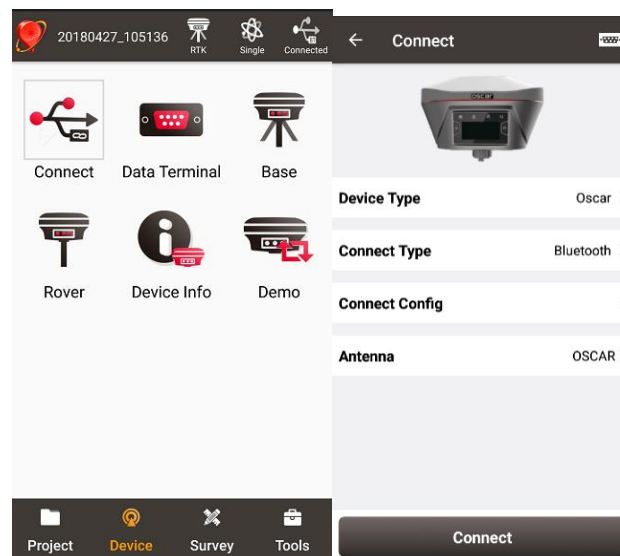 20180427_105136
RTK
Single
Connected
Connect
Data Terminal
Base
Rover
Device Info
Demo
Project
Device
Survey
Tools
Connect
OSCAR
Device Type
Oscar
Connect Type
Bluetooth
Connect Config
Antenna
OSCAR
Connect